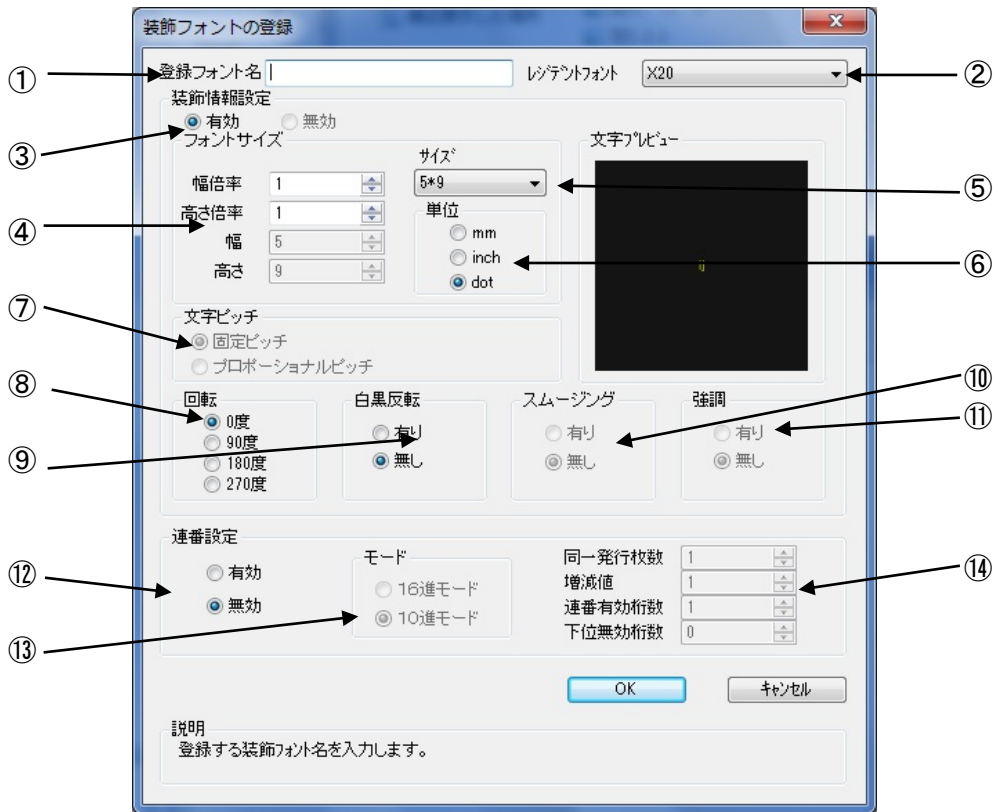 装飾フォントの登録
① 登録フォント名 レジデントフォント X20 ②
装飾情報設定
③ 有効 無効
フォントサイズ
文字プレビュー
サイズ
幅倍率 1 5*9 ⑤
④ 高さ倍率 1 単位
mm
幅 5
inch ⑥
高さ 9
dot
文字ピッチ
⑦ 固定ピッチ
プロポーショナルピッチ
⑧ 回転 白黒反転 スムージング ⑩ 強調 ⑪
0度
90度
180度
270度
⑨ 有り
無し
有り
無し
有り
無し
連番設定
⑫ 有効
無効
モード
16進モード
⑬ 10進モード
同一発行枚数 1
増減値 1 ⑭
連番有効桁数 1
下位無効桁数 0
OK キャンセル
説明
登録する装飾フォント名を入力します。